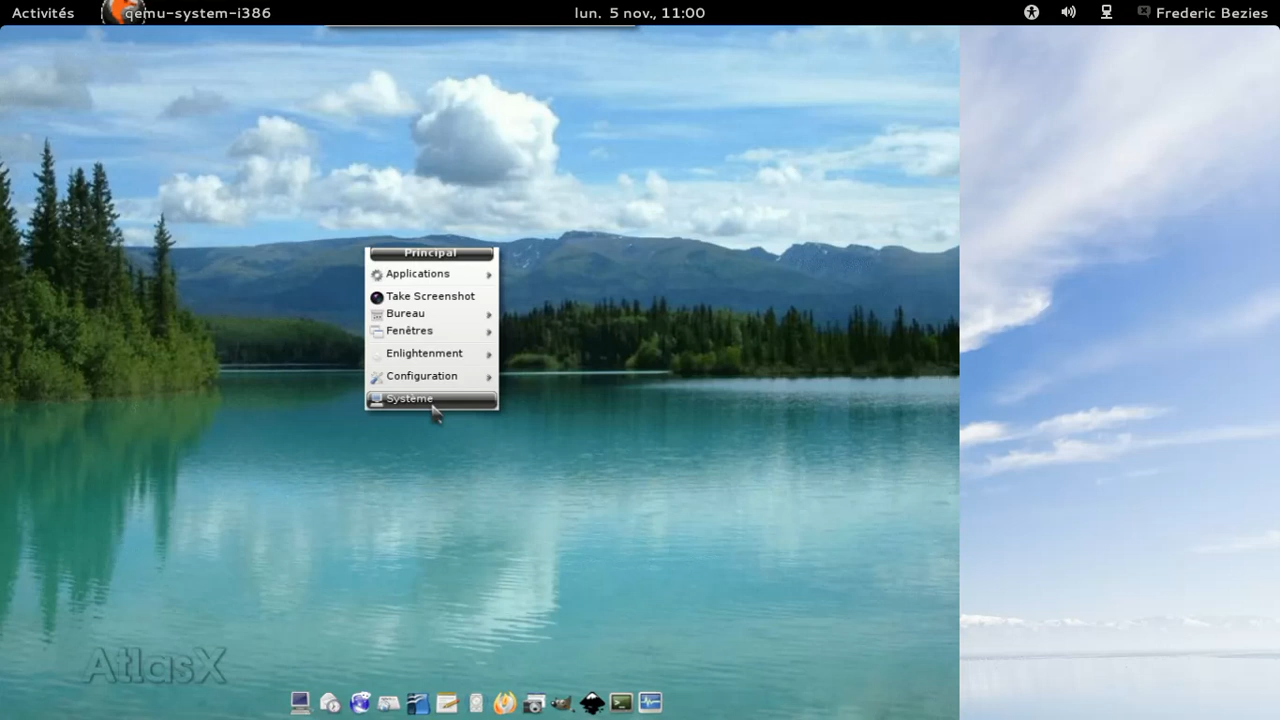 Activités
qemu-system-i386
lun. 5 nov., 11:00
Frederic Bezies
Principal
Applications
Take Screenshot
Bureau
Fenêtres
Enlightenment
Configuration
Système
AtlasX